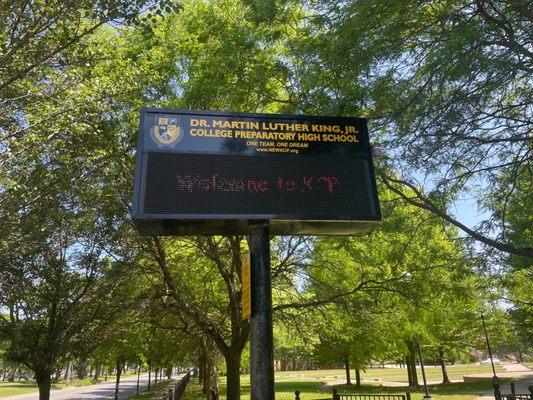 DR. MARTIN LUTHER KING, JR.
COLLEGE PREPARATORY HIGH SCHOOL
ONE TEAM, ONE DREAM
WWW.NEWKCP.ORG
Welcome to KCP